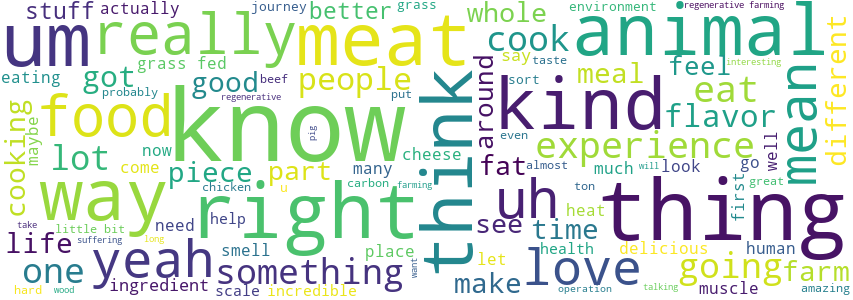 stuff actually journey better grass whole environment regenerative farming
um really meat cook animal
eating grass fed got good beef people say taste feel interesting
probably regenerative put sort meal
food know think around kind eat mean different
cooking maybe lot now pig cheese even experience flavor well
piece part many fat almost much will look go
way come chicken u carbon farming right uh ton thing first great
take little bit need help see time heat
life yeah suffering long smell place health delicious human
one something want let love going farm
hard wood ingredient scale incredible make operation talking muscle amazing